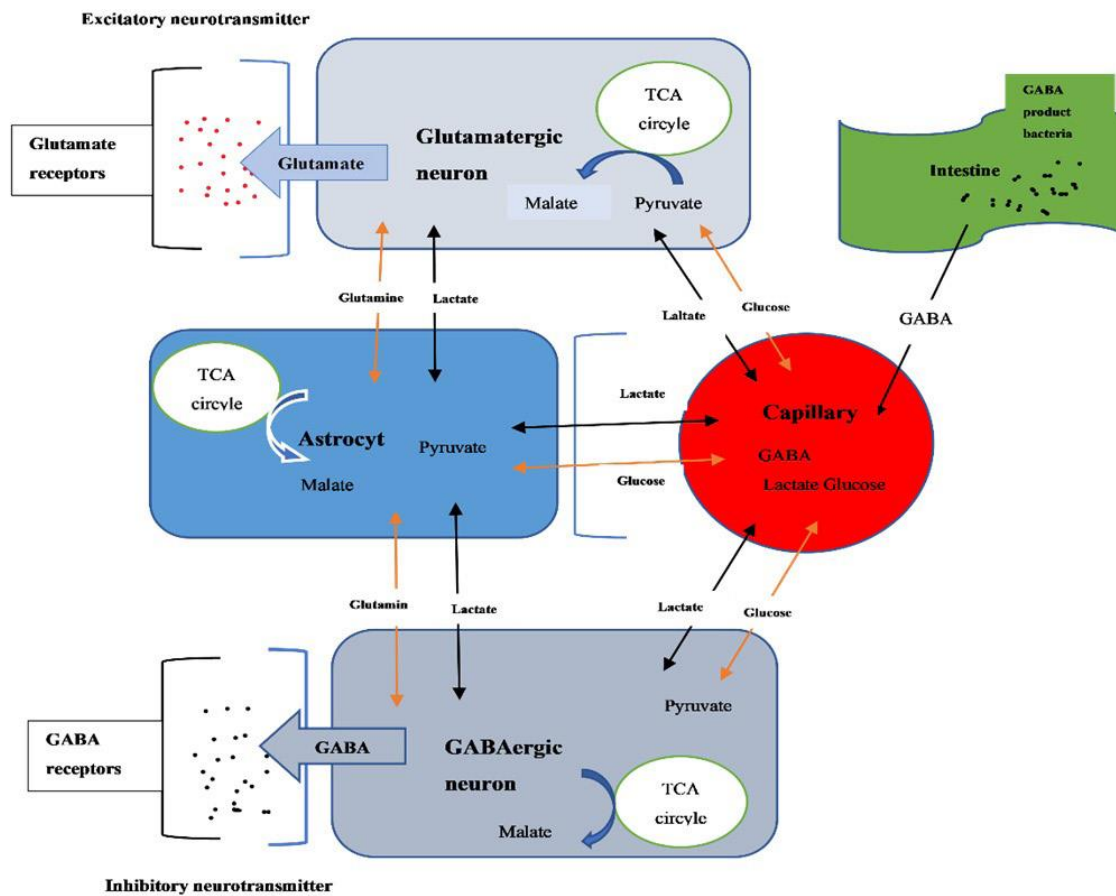 Excitatory neurotransmitter
Glutamate
receptors
Glutamate
Glutamatergic
neuron
TCA
circyle
Malate
Pyruvate
GABA
product
bacteria
Intestine
Glutamine
Lactate
Laltate
Glucose
GABA
TCA
circyle
Astrocyt
Pyruvate
Malate
Lactate
Glucose
Capillary
GABA
Lactate Glucose
Glutamin
Lactate
Lactate
Glucose
GABA
receptors
GABA
GABAergic
neuron
Pyruvate
TCA
circyle
Malate
Inhibitory neurotransmitter